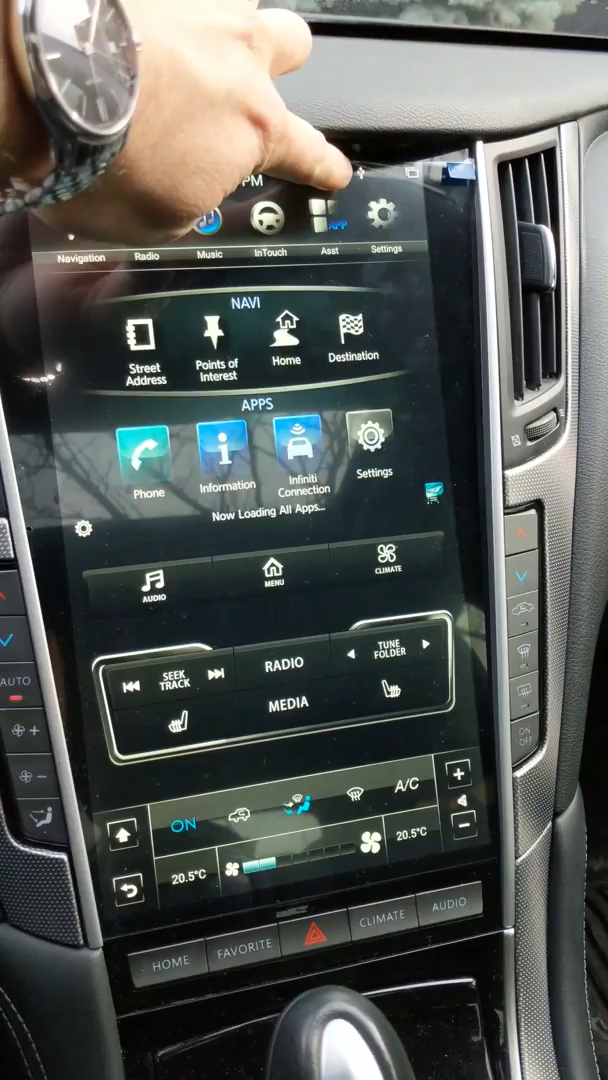 PM
APP
Navigation Radio Music InTouch Asst Settings
NAVI
Street Address
Points of Interest
Home
Destination
APPS
Phone
Information
Infiniti Connection
Settings
Now Loading All Apps...
AUDIO
MENU
CLIMATE
SEEK TRACK
RADIO
TUNE FOLDER
MEDIA
ON
A/C
20.5°C
20.5°C
HOME
FAVORITE
CLIMATE
AUDIO
AUTO
ON OFF